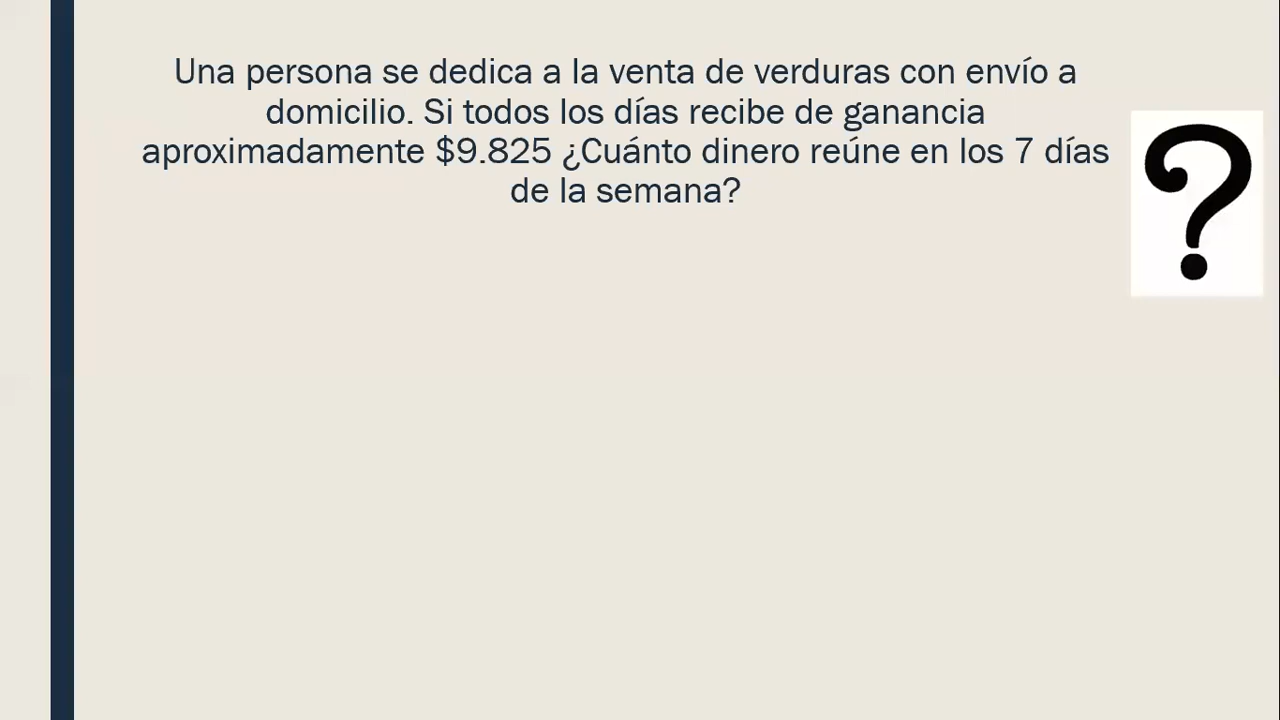 Una persona se dedica a la venta de verduras con envío a
domicilio. Si todos los días recibe de ganancia
aproximadamente $9.825 ¿Cuánto dinero reúne en los 7 días
de la semana?
?